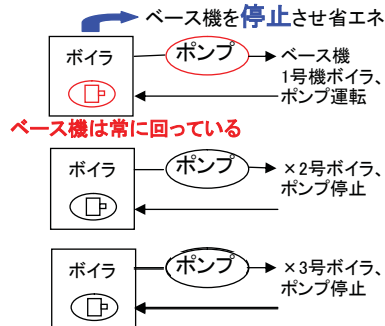 ベース機を停止させ省エネ
ボイラ
ポンプ
ベース機
1号機ボイラ、
ポンプ運転
ベース機は常に回っている
ボイラ
ポンプ
×2号ボイラ、
ポンプ停止
ボイラ
ポンプ
×3号ボイラ、
ポンプ停止